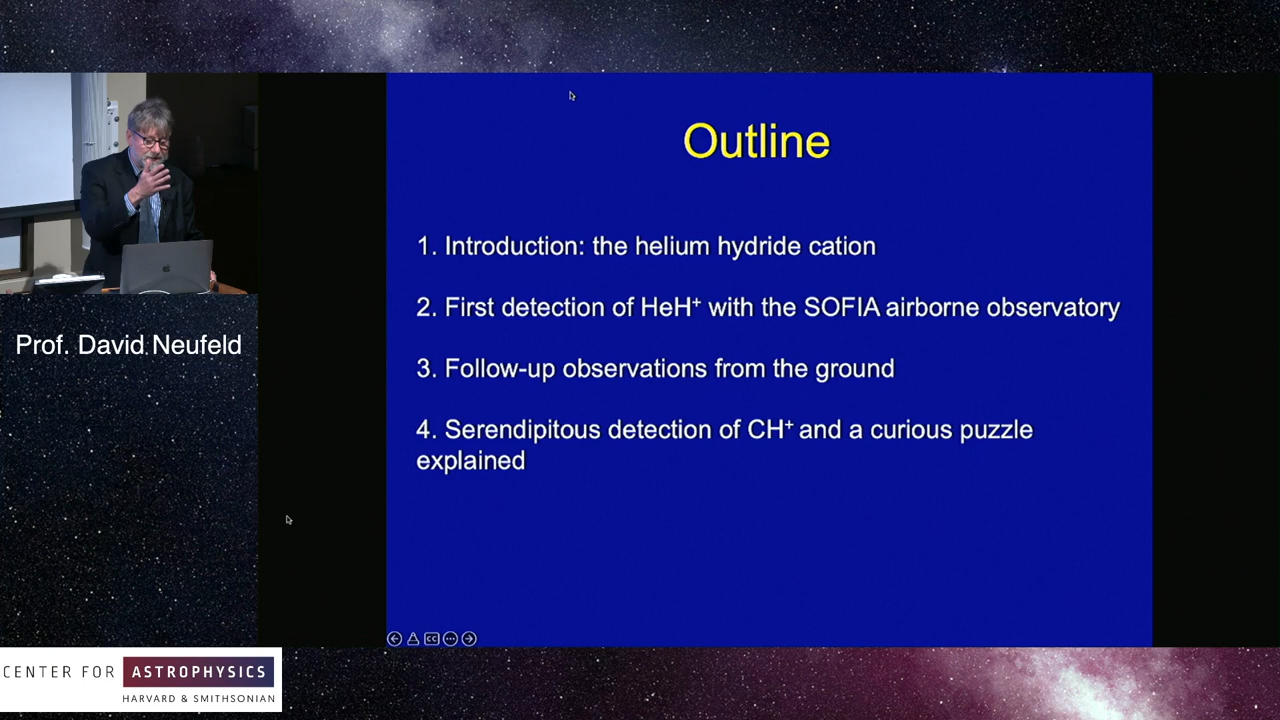 Outline
1. Introduction: the helium hydride cation
2. First detection of HeH⁺ with the SOFIA airborne observatory
3. Follow-up observations from the ground
4. Serendipitous detection of CH⁺ and a curious puzzle
explained
Prof. David Neufeld
CENTER FOR ASTROPHYSICS
HARVARD & SMITHSONIAN